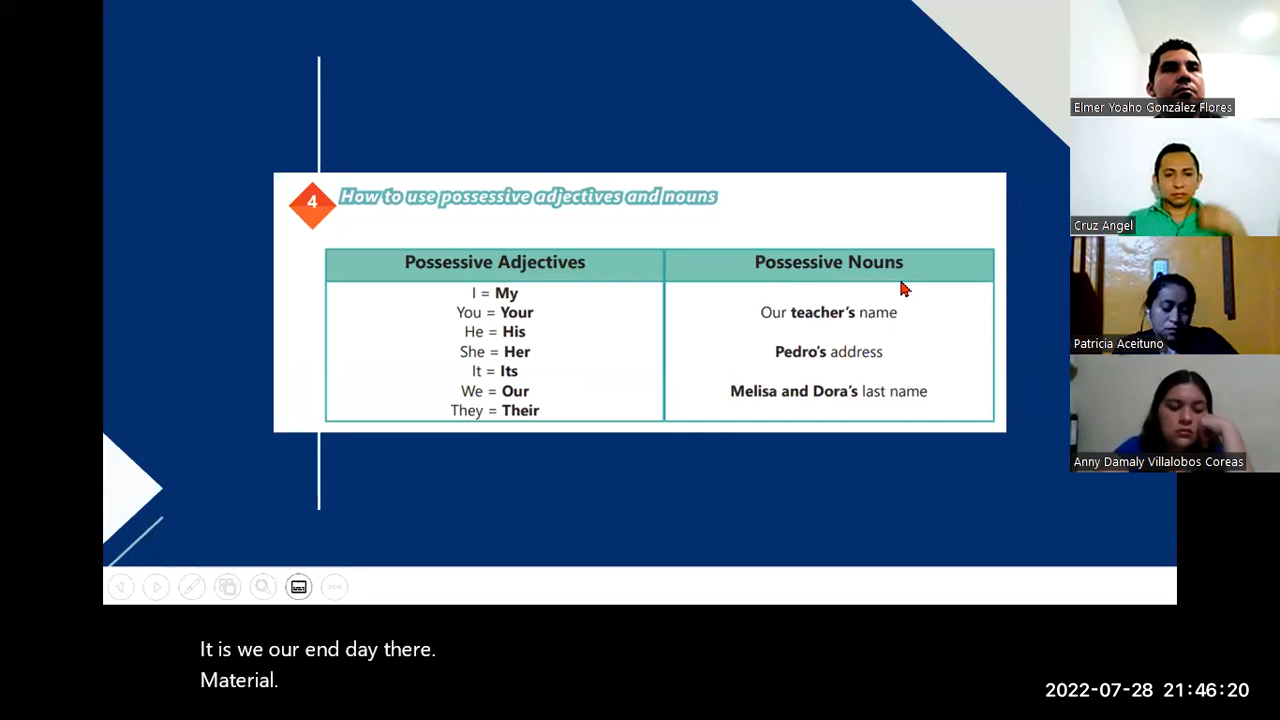 4
How to use possessive adjectives and nouns
Possessive Adjectives
I = My
You = Your
He = His
She = Her
It = Its
We = Our
They = Their
Possessive Nouns
Our teacher's name
Pedro's address
Melisa and Dora's last name
Elmer Yoaho González Flores
Cruz Angel
Patricia Aceituno
Anny Damaly Villalobos Coreas
It is we our end day there.
Material.
2022-07-28 21:46:20